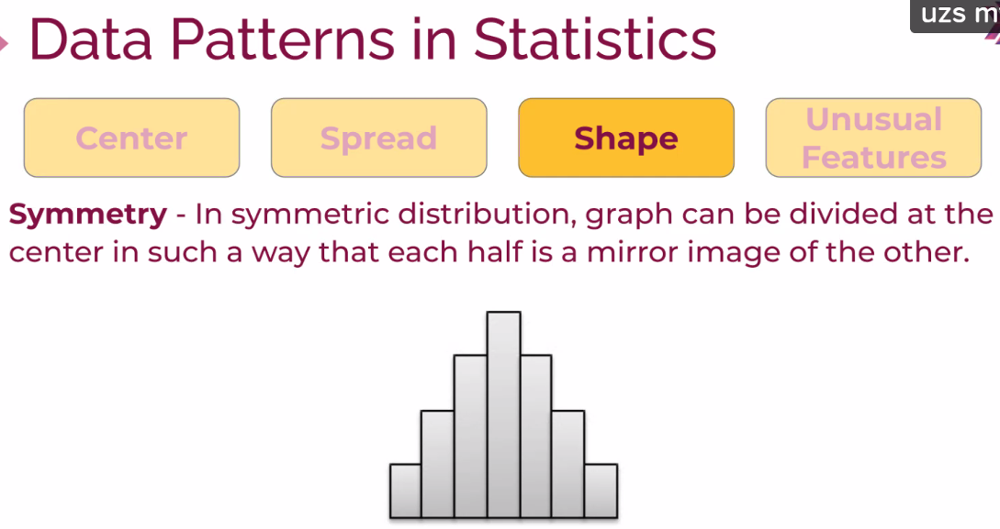 uzs m
Data Patterns in Statistics
Center
Spread
Shape
Unusual
Features
Symmetry - In symmetric distribution, graph can be divided at the
center in such a way that each half is a mirror image of the other.